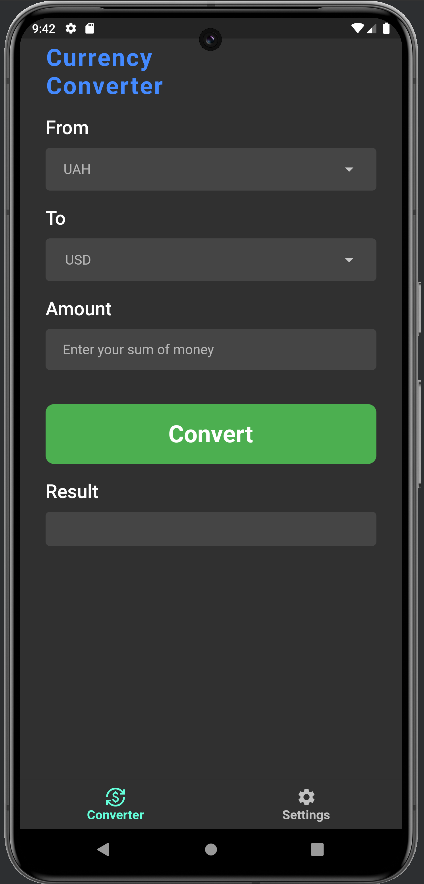 9:42
Currency
Converter
From
UAH
To
USD
Amount
Enter your sum of money
Convert
Result
Converter
Settings